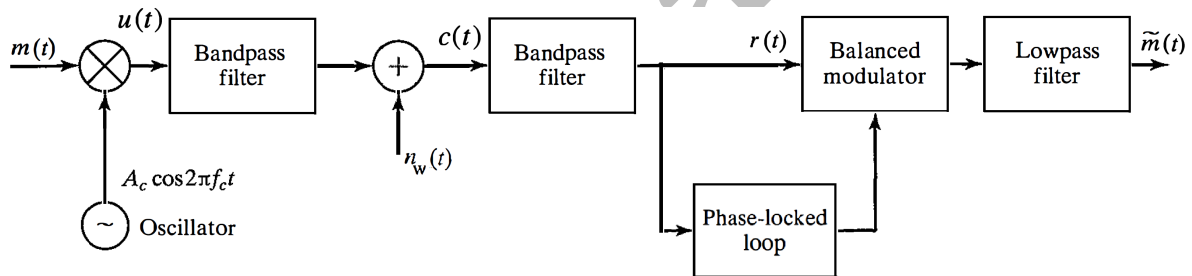 m(t)
u(t)
Bandpass
filter
c(t)
Bandpass
filter
r(t)
Balanced
modulator
Lowpass
filter
m̃(t)
+
n_w(t)
A_c cos2πf_ct
~
Oscillator
Phase-locked
loop